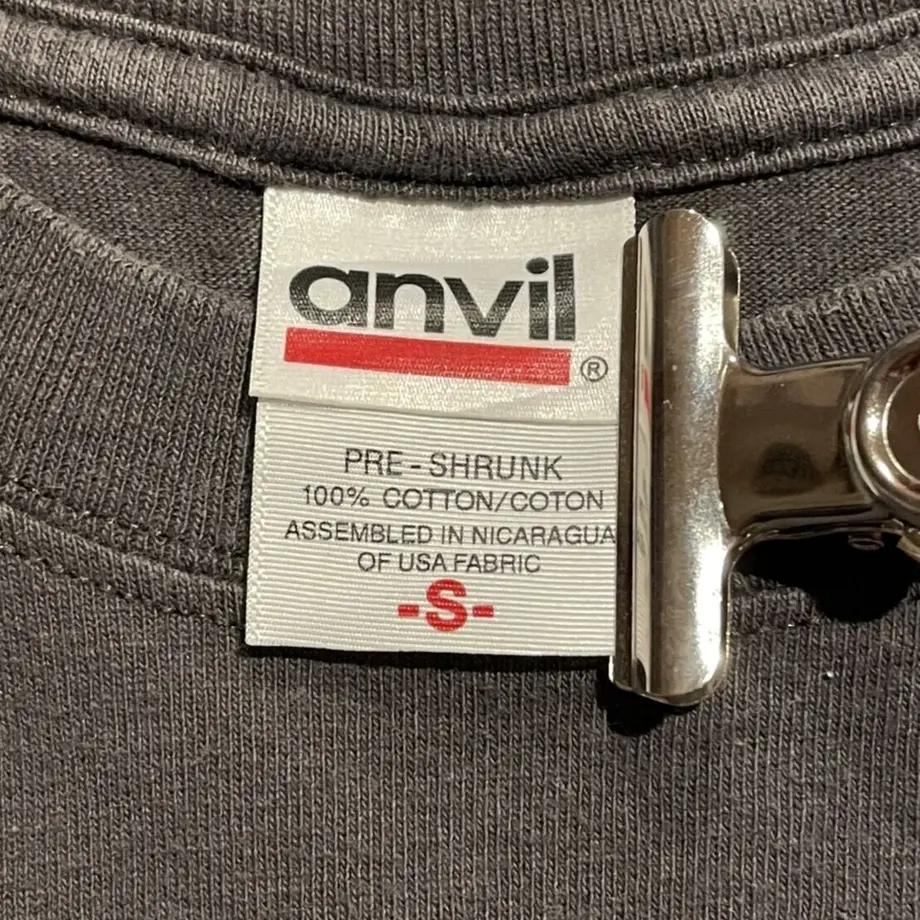 anvil
®
PRE-SHRUNK
100% COTTON/COTON
ASSEMBLED IN NICARAGUA
OF USA FABRIC
-S-